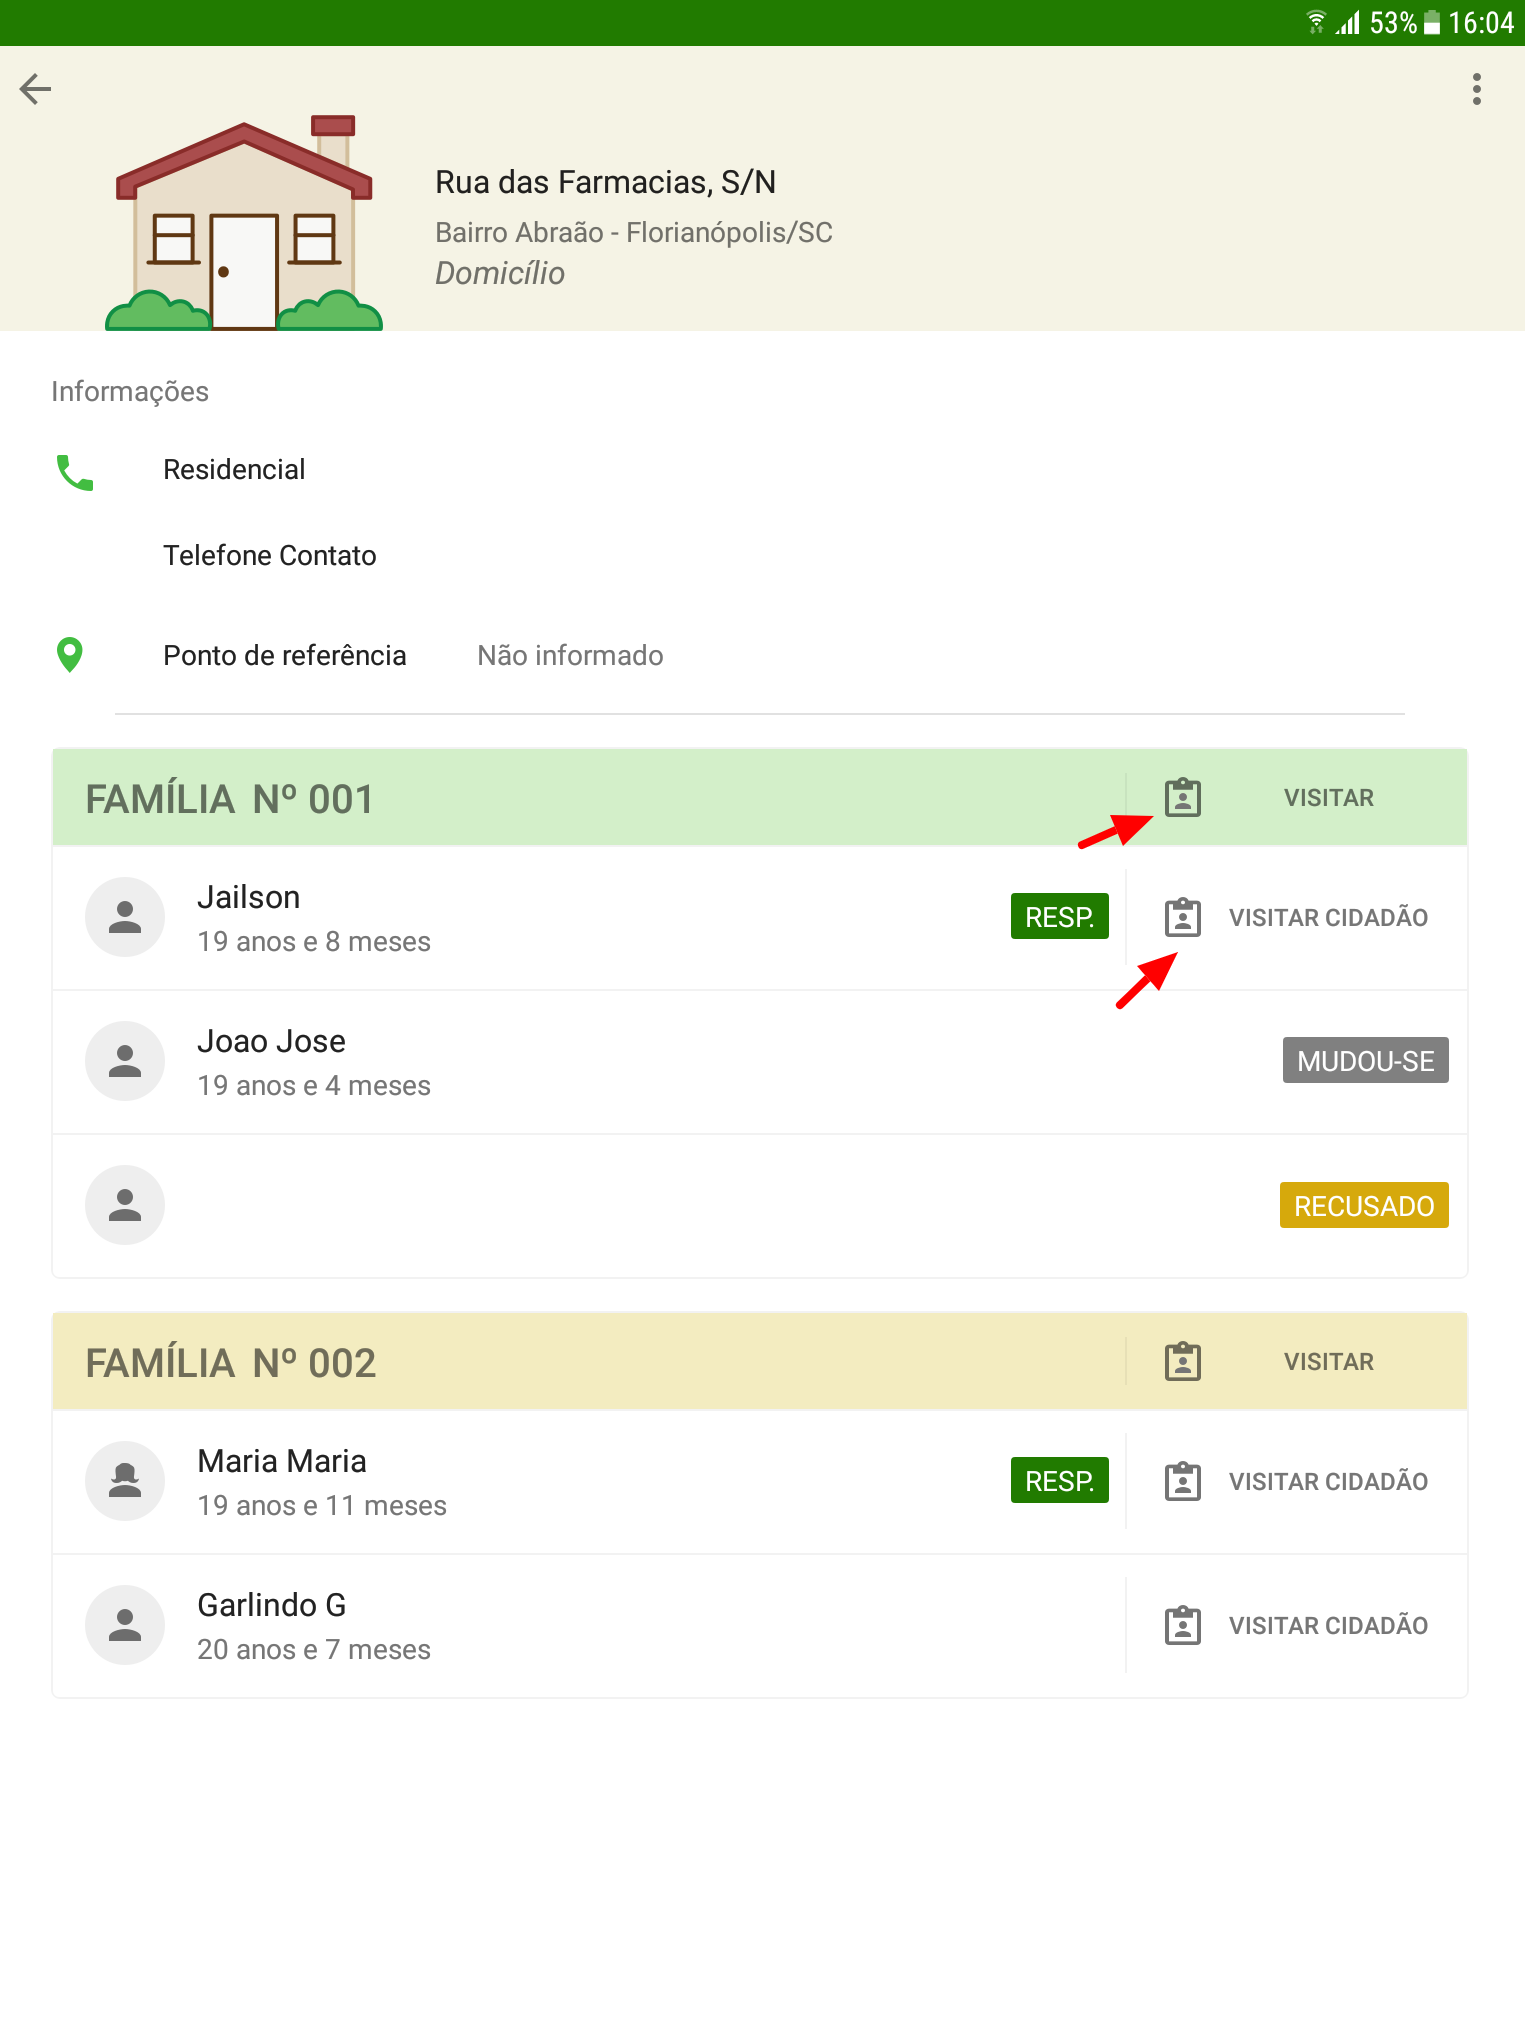 53% 16:04
Rua das Farmacias, S/N
Bairro Abraão - Florianópolis/SC
Domicílio
Informações
Residencial
Telefone Contato
Ponto de referência Não informado
FAMÍLIA Nº 001 VISITAR
Jailson
19 anos e 8 meses
RESP. VISITAR CIDADÃO
Joao Jose
19 anos e 4 meses
MUDOU-SE
RECUSADO
FAMÍLIA Nº 002 VISITAR
Maria Maria
19 anos e 11 meses
RESP. VISITAR CIDADÃO
Garlindo G
20 anos e 7 meses
VISITAR CIDADÃO